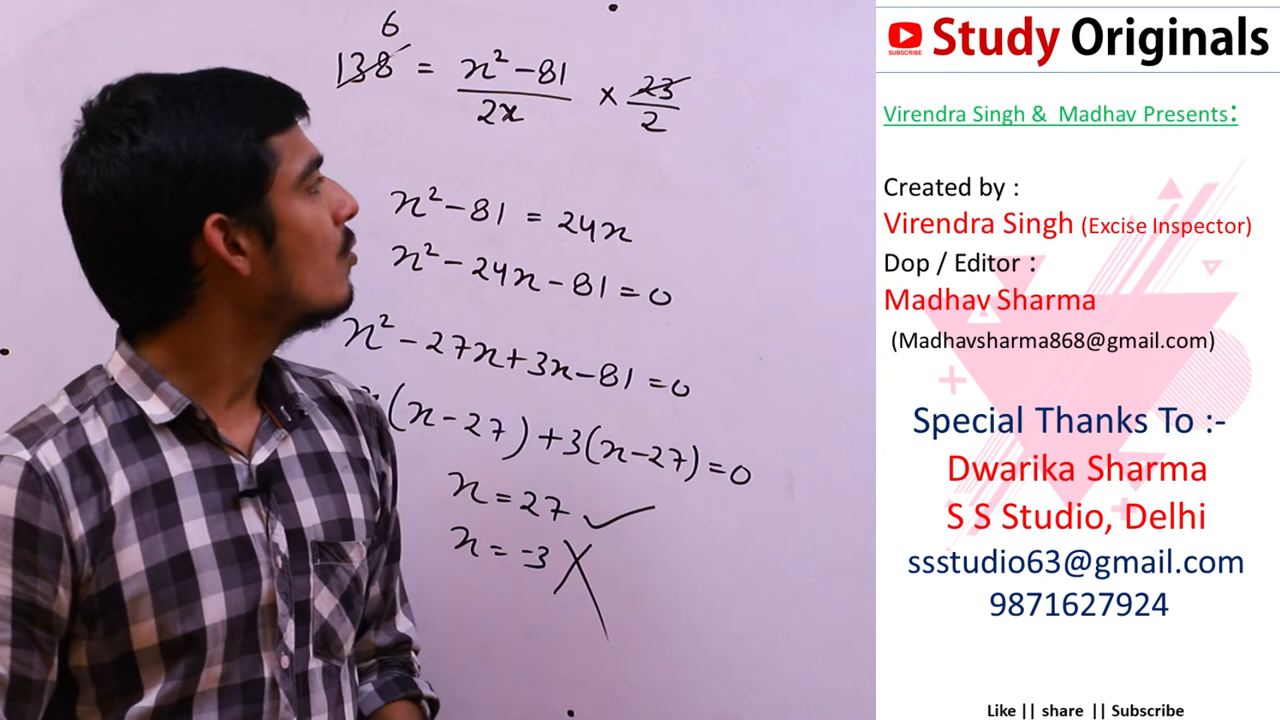 6
138 = x² - 81 / 2x × 23 / 2
x² - 81 = 24x
x² - 24x - 81 = 0
x² - 27x + 3x - 81 = 0
(x - 27) + 3(x - 27) = 0
x = 27 ✓
x = -3 X
SUBSCRIBE
Study Originals
Virendra Singh & Madhav Presents:
Created by :
Virendra Singh (Excise Inspector)
Dop / Editor :
Madhav Sharma
(Madhavsharma868@gmail.com)
Special Thanks To :-
Dwarika Sharma
S S Studio, Delhi
ssstudio63@gmail.com
9871627924
Like || share || Subscribe